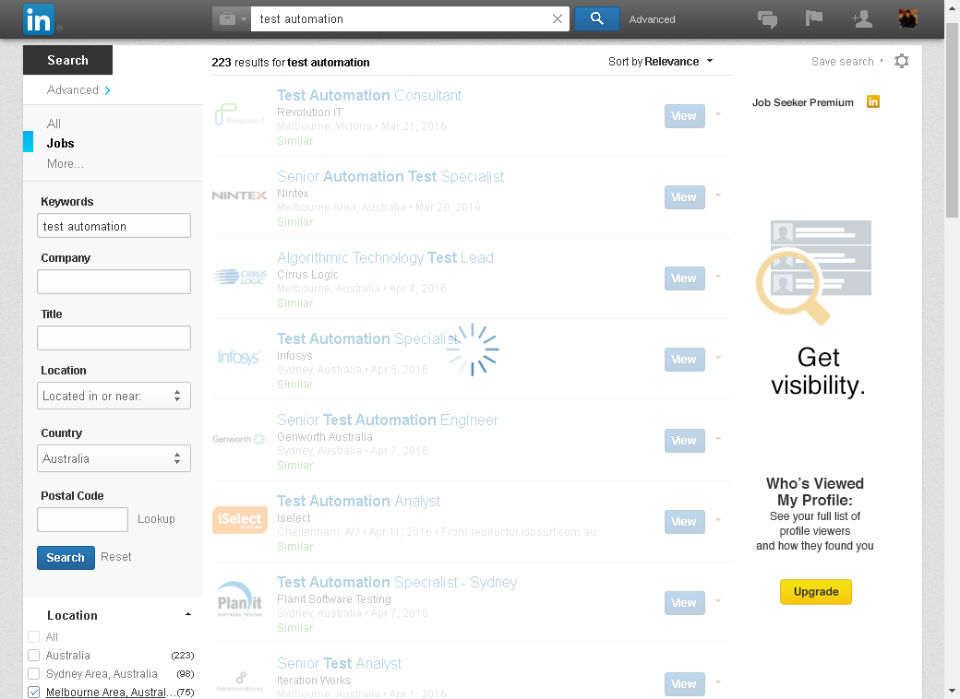 in
test automation
Advanced
Search
Advanced
All
Jobs
More...
Keywords
test automation
Company
Title
Location
Located in or near:
Country
Australia
Postal Code
Lookup
Search Reset
Location
All
Australia (223)
Sydney Area, Australia (98)
Melbourne Area, Austral... (75)
223 results for test automation
Sort by Relevance
Revolution IT
Test Automation Consultant
Revolution IT
Melbourne, Victoria • Mar 21, 2016
Similar
View
NINTEX
Senior Automation Test Specialist
Nintex
Melbourne Area, Australia • Mar 20, 2016
Similar
View
CIRRUS LOGIC
Algorithmic Technology Test Lead
Cirrus Logic
Melbourne, Australia • Apr 4, 2016
Similar
View
Infosys
Test Automation Specialist
Infosys
Sydney, Australia • Apr 5, 2016
Similar
View
Genworth
Senior Test Automation Engineer
Genworth Australia
Sydney, Australia • Apr 7, 2016
Similar
View
iSelect
Test Automation Analyst
Iselect
Cheltenham, AU • Apr 11, 2016 • From redirector.jobsurf.com.au
Similar
View
Planit
SOFTWARE TESTING
Test Automation Specialist - Sydney
Planit Software Testing
Sydney, Australia • Apr 7, 2016
Similar
View
IterationWorks
Senior Test Analyst
Iteration Works
Melbourne, Australia • Apr 1, 2016
View
Save search
Job Seeker Premium in
Get
visibility.
Who's Viewed
My Profile:
See your full list of
profile viewers
and how they found you
Upgrade